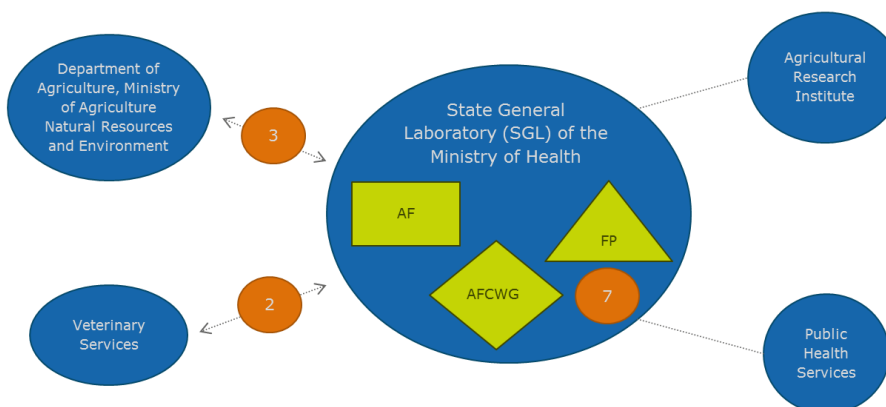 Department of
Agriculture, Ministry
of Agriculture
Natural Resources
and Environment
3
State General
Laboratory (SGL) of the
Ministry of Health
Agricultural
Research
Institute
AF
FP
AFCWG
7
2
Veterinary
Services
Public
Health
Services